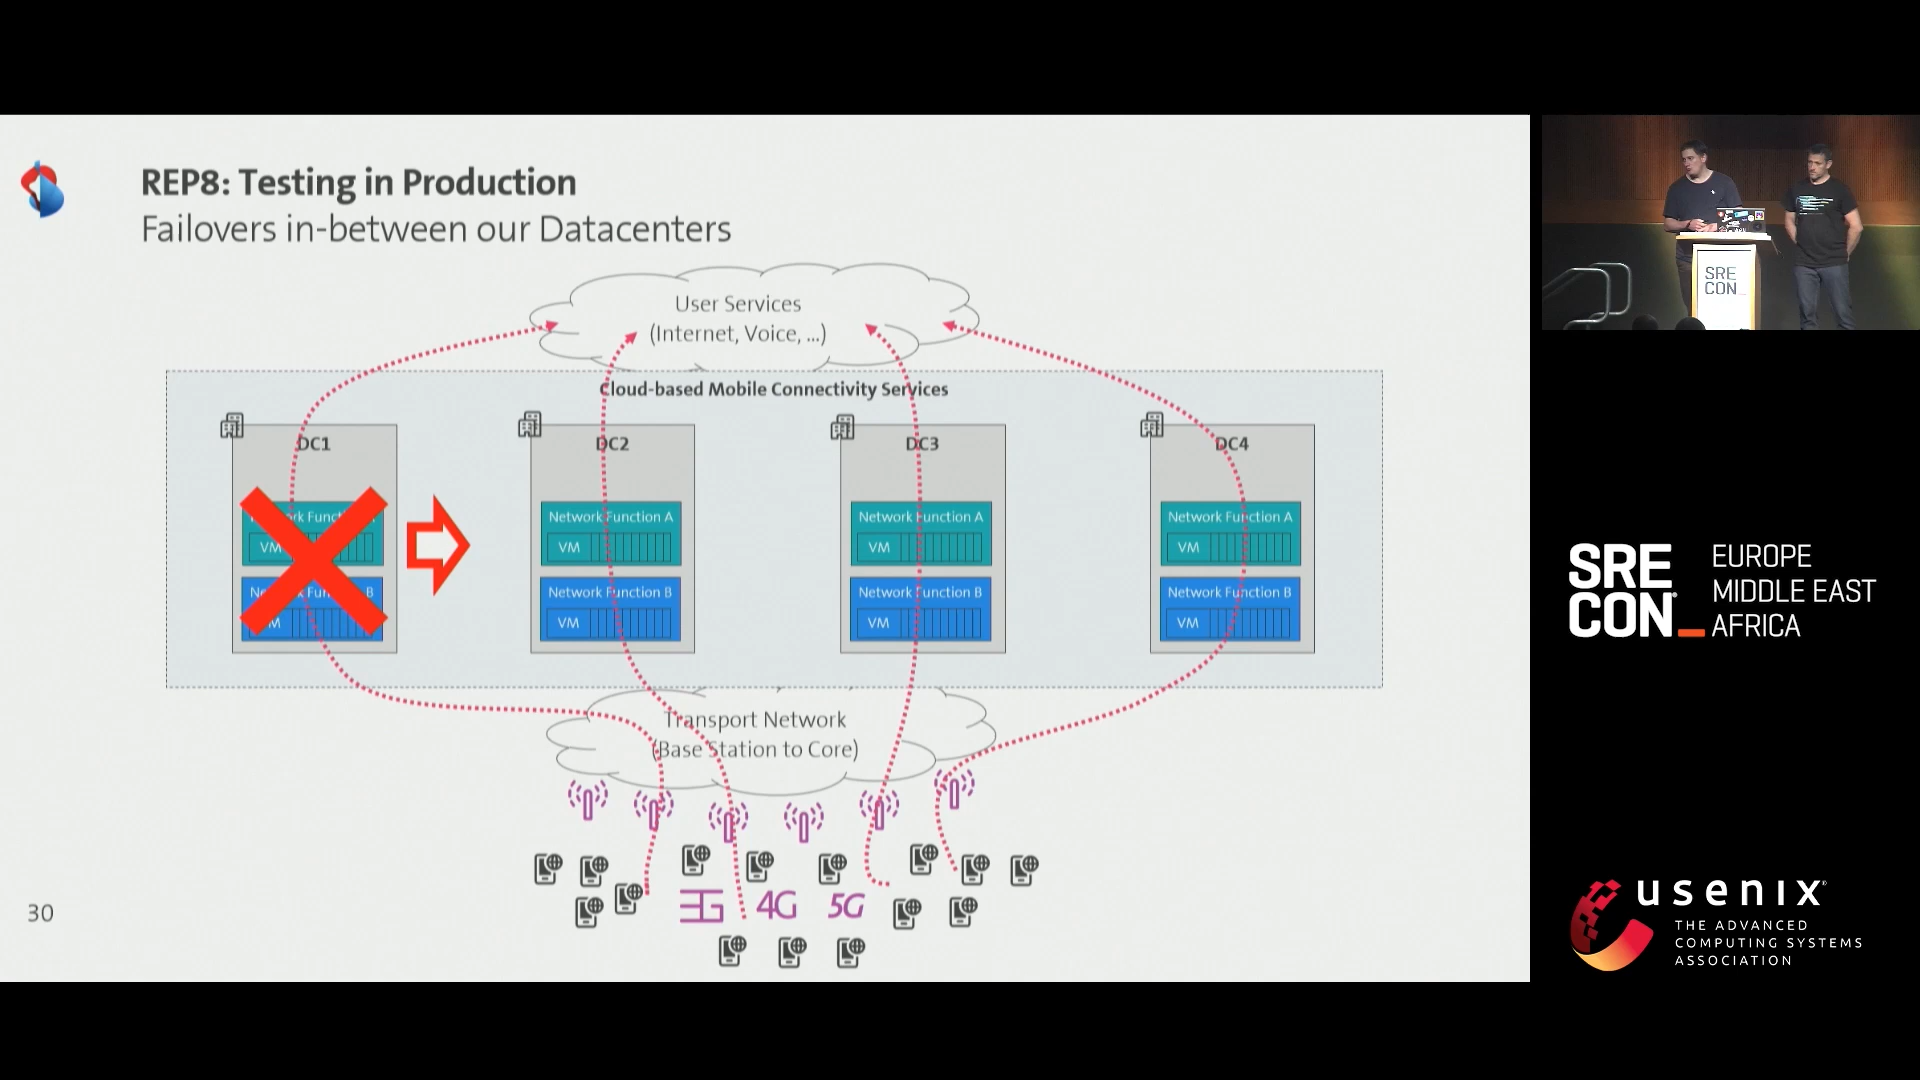 REP8: Testing in Production
Failovers in-between our Datacenters
User Services
(Internet, Voice, ...)
Cloud-based Mobile Connectivity Services
DC1
DC2
DC3
DC4
Network Function A
VM
Network Function B
VM
Network Function A
VM
Network Function B
VM
Network Function A
VM
Network Function B
VM
VM
B
Transport Network
(Base Station to Core)
3G 4G 5G
30
SRE
CON_
SRE
CON_
EUROPE
MIDDLE EAST
AFRICA
usenix
THE ADVANCED
COMPUTING SYSTEMS
ASSOCIATION